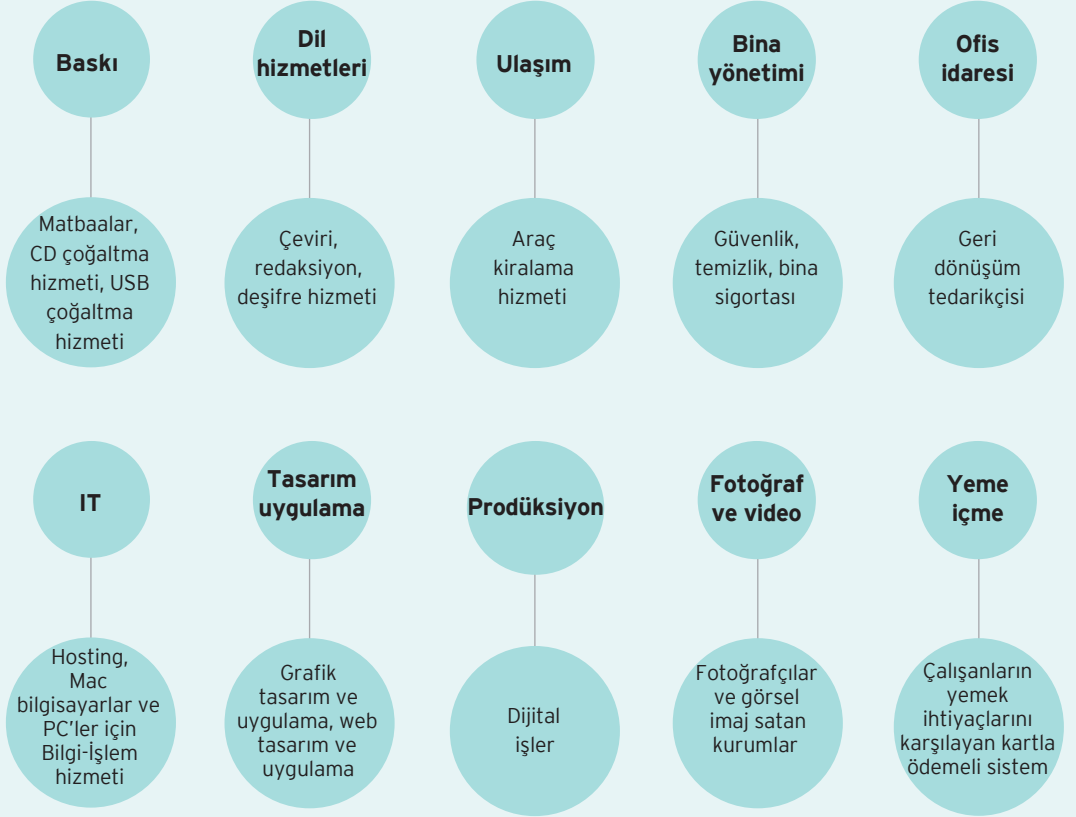 Baskı
Dil
hizmetleri
Ulaşım
Bina
yönetimi
Ofis
idaresi
Matbaalar,
CD çoğaltma
hizmeti, USB
çoğaltma
hizmeti
Çeviri,
redaksiyon,
deşifre hizmeti
Araç
kiralama
hizmeti
Güvenlik,
temizlik, bina
sigortası
Geri
dönüşüm
tedarikçisi
IT
Tasarım
uygulama
Prodüksiyon
Fotoğraf
ve video
Yeme
içme
Hosting,
Mac
bilgisayarlar ve
PC'ler için
Bilgi-İşlem
hizmeti
Grafik
tasarım ve
uygulama, web
tasarım ve
uygulama
Dijital
işler
Fotoğrafçılar
ve görsel
imaj satan
kurumlar
Çalışanların
yemek
ihtiyaçlarını
karşılayan kartla
ödemeli sistem